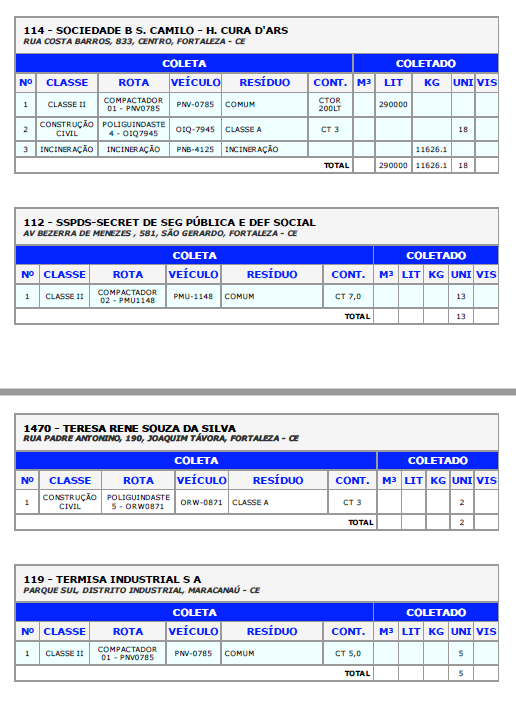 114 - SOCIEDADE B S. CAMILO - H. CURA D'ARS
RUA COSTA BARROS, 833, CENTRO, FORTALEZA - CE
COLETA COLETADO
Nº CLASSE ROTA VEÍCULO RESÍDUO CONT. M³ LIT KG UNI VIS
1 CLASSE II COMPACTADOR 01 - PNV0785 PNV-0785 COMUM CTOR 200LT 290000
2 CONSTRUÇÃO CIVIL POLIGUINDASTE 4 - OIQ7945 OIQ-7945 CLASSE A CT 3 18
3 INCINERAÇÃO INCINERAÇÃO PNB-4125 INCINERAÇÃO 11626.1
TOTAL 290000 11626.1 18
112 - SSPDS-SECRET DE SEG PÚBLICA E DEF SOCIAL
AV BEZERRA DE MENEZES , 581, SÃO GERARDO, FORTALEZA - CE
COLETA COLETADO
Nº CLASSE ROTA VEÍCULO RESÍDUO CONT. M³ LIT KG UNI VIS
1 CLASSE II COMPACTADOR 02 - PMU1148 PMU-1148 COMUM CT 7,0 13
TOTAL 13
1470 - TERESA RENE SOUZA DA SILVA
RUA PADRE ANTONINO, 190, JOAQUIM TÁVORA, FORTALEZA - CE
COLETA COLETADO
Nº CLASSE ROTA VEÍCULO RESÍDUO CONT. M³ LIT KG UNI VIS
1 CONSTRUÇÃO CIVIL POLIGUINDASTE 5 - ORW0871 ORW-0871 CLASSE A CT 3 2
TOTAL 2
119 - TERMISA INDUSTRIAL S A
PARQUE SUL, DISTRITO INDUSTRIAL, MARACANAÚ - CE
COLETA COLETADO
Nº CLASSE ROTA VEÍCULO RESÍDUO CONT. M³ LIT KG UNI VIS
1 CLASSE II COMPACTADOR 01 - PNV0785 PNV-0785 COMUM CT 5,0 5
TOTAL 5